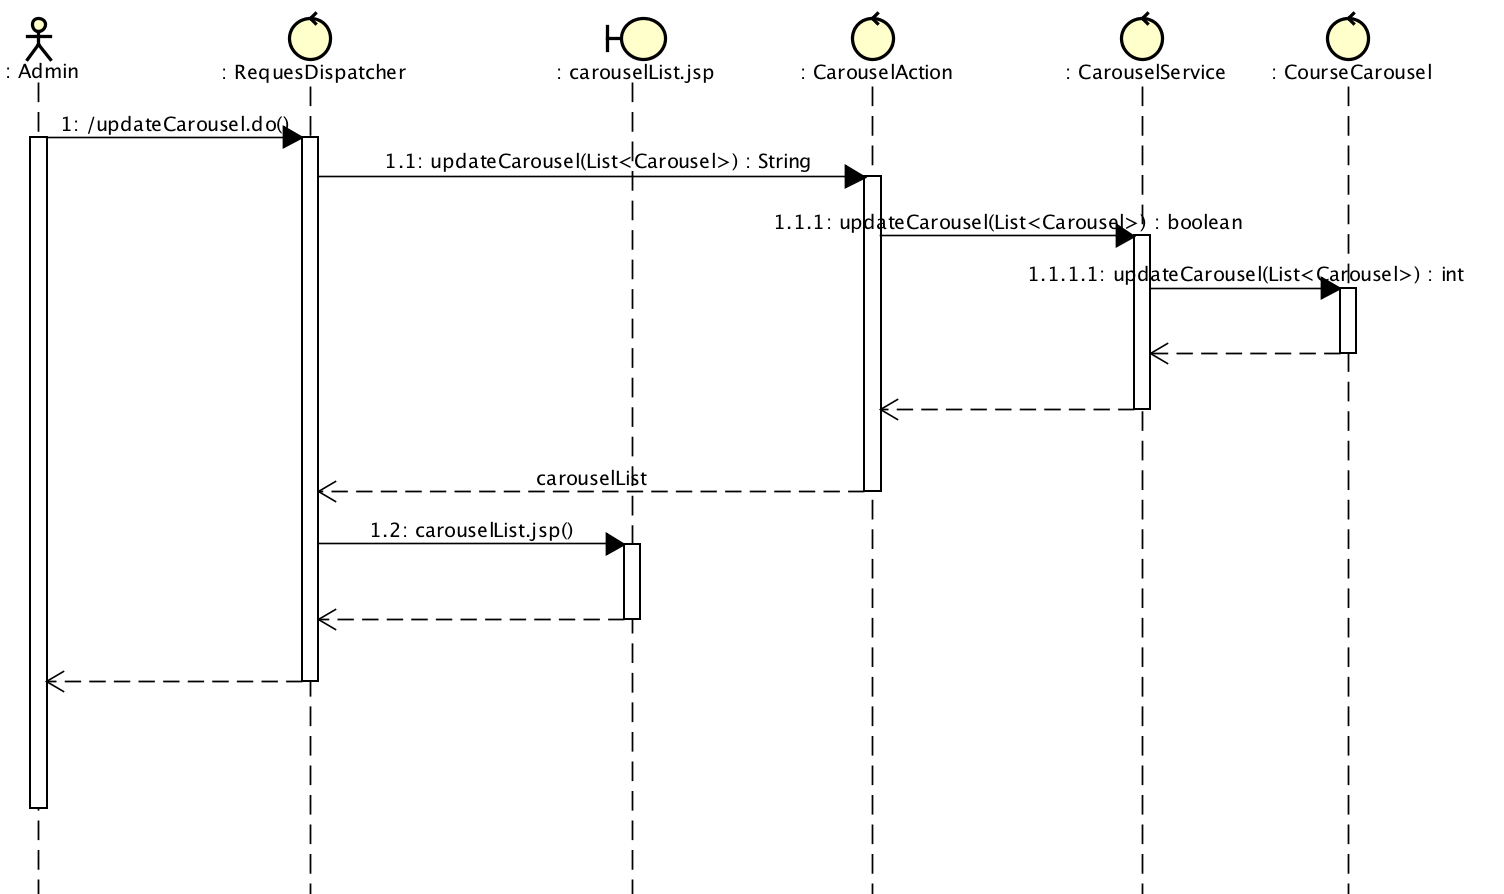 : Admin
: RequesDispatcher
: carouselList.jsp
: CarouselAction
: CarouselService
: CourseCarousel
1: /updateCarousel.do()
1.1: updateCarousel(List<Carousel>) : String
1.1.1: updateCarousel(List<Carousel>) : boolean
1.1.1.1: updateCarousel(List<Carousel>) : int
carouselList
1.2: carouselList.jsp()